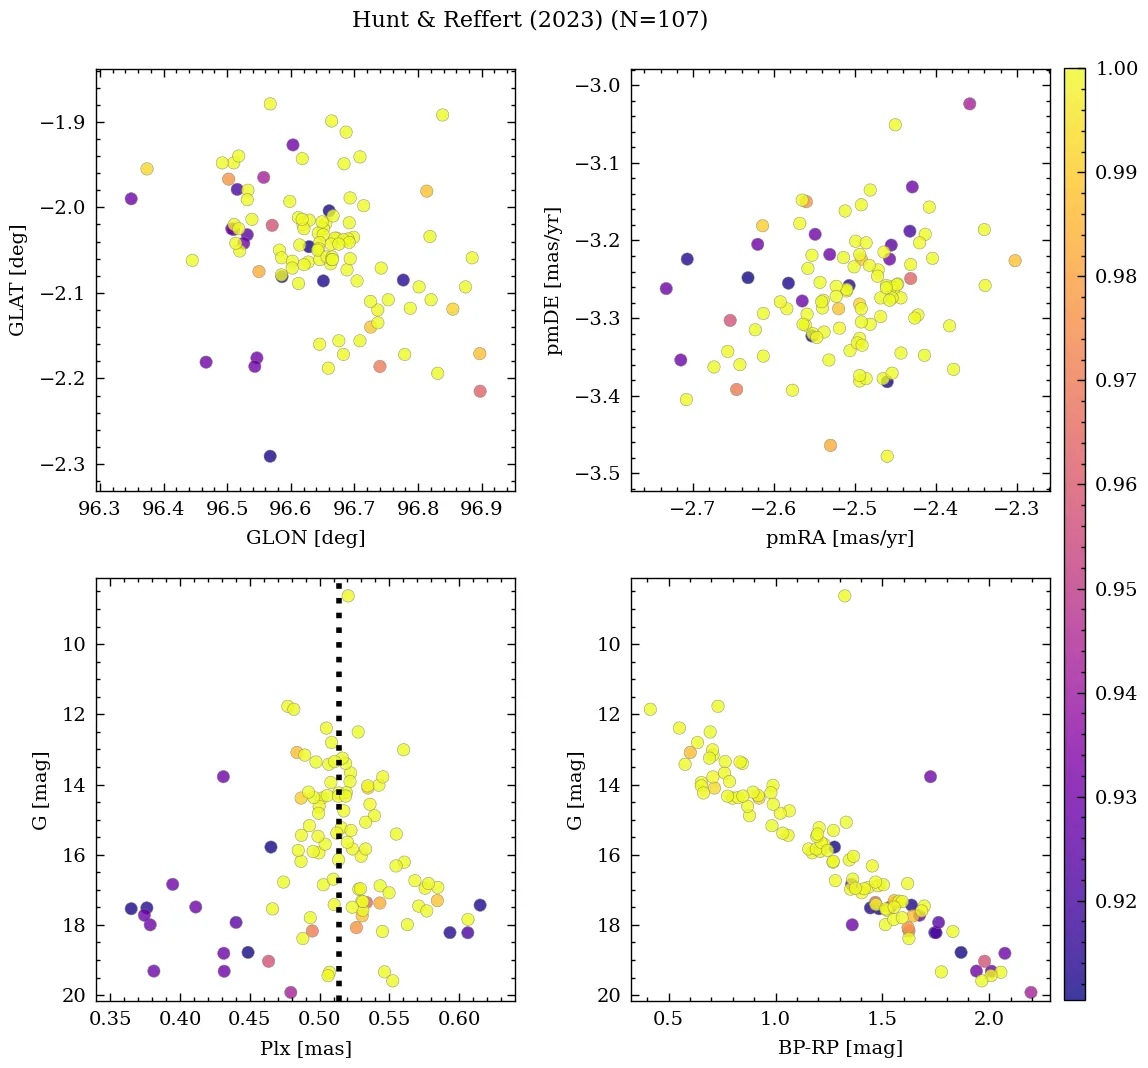 Hunt & Reffert (2023) (N=107)
−1.9
−2.0
−2.1
−2.2
−2.3
GLAT [deg]
96.3 96.4 96.5 96.6 96.7 96.8 96.9
GLON [deg]
−3.0
−3.1
−3.2
−3.3
−3.4
−3.5
pmDE [mas/yr]
−2.7 −2.6 −2.5 −2.4 −2.3
pmRA [mas/yr]
10
12
14
16
18
20
G [mag]
0.35 0.40 0.45 0.50 0.55 0.60
Plx [mas]
10
12
14
16
18
20
G [mag]
0.5 1.0 1.5 2.0
BP-RP [mag]
1.00
0.99
0.98
0.97
0.96
0.95
0.94
0.93
0.92